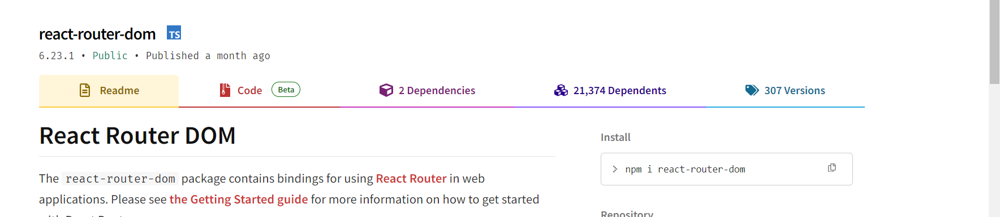 react-router-dom TS
6.23.1 • Public • Published a month ago
Readme Code Beta 2 Dependencies 21,374 Dependents 307 Versions
React Router DOM
The react-router-dom package contains bindings for using React Router in web
applications. Please see the Getting Started guide for more information on how to get started
Install
> npm i react-router-dom
Repository